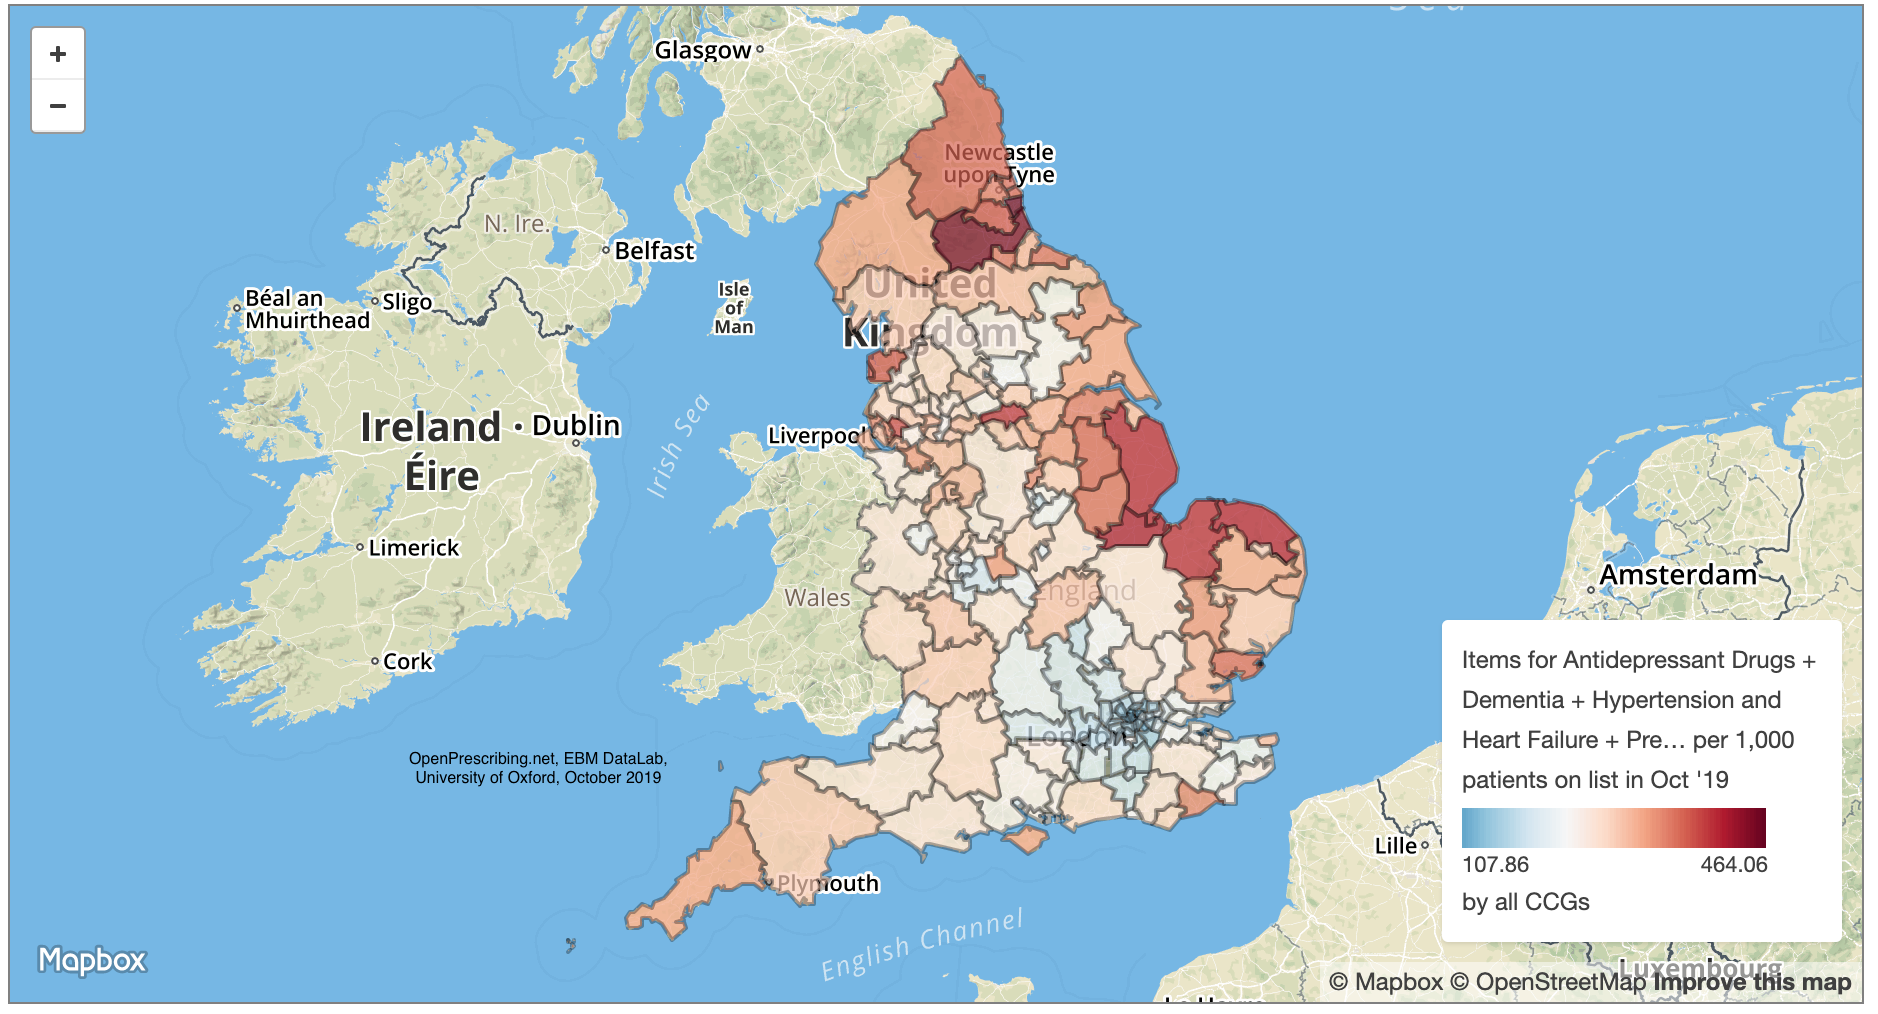 +
−
Glasgow
Newcastle
upon Tyne
N. Ire.
Belfast
Béal an
Mhuirthead
Sligo
Isle
of
Man
United
Kingdom
Ireland
Éire
Dublin
Irish Sea
Liverpool
Limerick
Wales
England
Amsterdam
Cork
London
OpenPrescribing.net, EBM DataLab,
University of Oxford, October 2019
Plymouth
English Channel
Lille
Items for Antidepressant Drugs +
Dementia + Hypertension and
Heart Failure + Pre… per 1,000
patients on list in Oct '19
107.86 464.06
by all CCGs
Mapbox
Luxembourg
© Mapbox © OpenStreetMap Improve this map